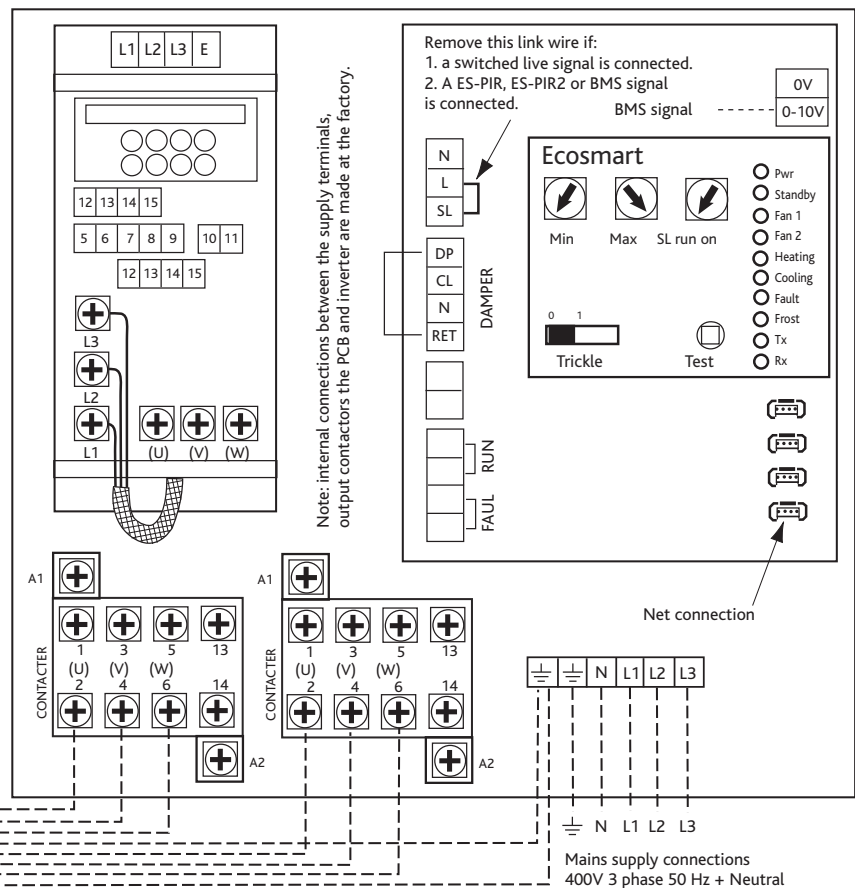 L1 L2 L3 E
12 13 14 15
5 6 7 8 9 10 11
12 13 14 15
L3
L2
L1
(U) (V) (W)
Note: internal connections between the supply terminals,
output contactors the PCB and inverter are made at the factory.
Remove this link wire if:
1. a switched live signal is connected.
2. A ES-PIR, ES-PIR2 or BMS signal
is connected.
BMS signal
0V
0-10V
N
L
SL
DP
CL
N
RET
DAMPER
RUN
FAUL
Ecosmart
Min Max SL run on
0 1
Trickle
Test
Pwr
Standby
Fan 1
Fan 2
Heating
Cooling
Fault
Frost
Tx
Rx
Net connection
A1
CONTACTER
1 3 5 13
(U) (V) (W)
2 4 6 14
A2
A1
CONTACTER
1 3 5 13
(U) (V) (W)
2 4 6 14
A2
N L1 L2 L3
N L1 L2 L3
Mains supply connections
400V 3 phase 50 Hz + Neutral